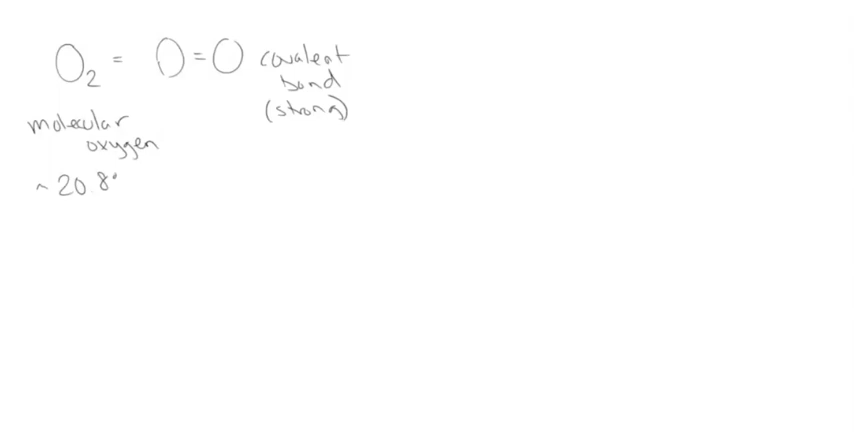 O₂ = O=O covalent
bond
(strong)
molecular
oxygen
~ 20.8